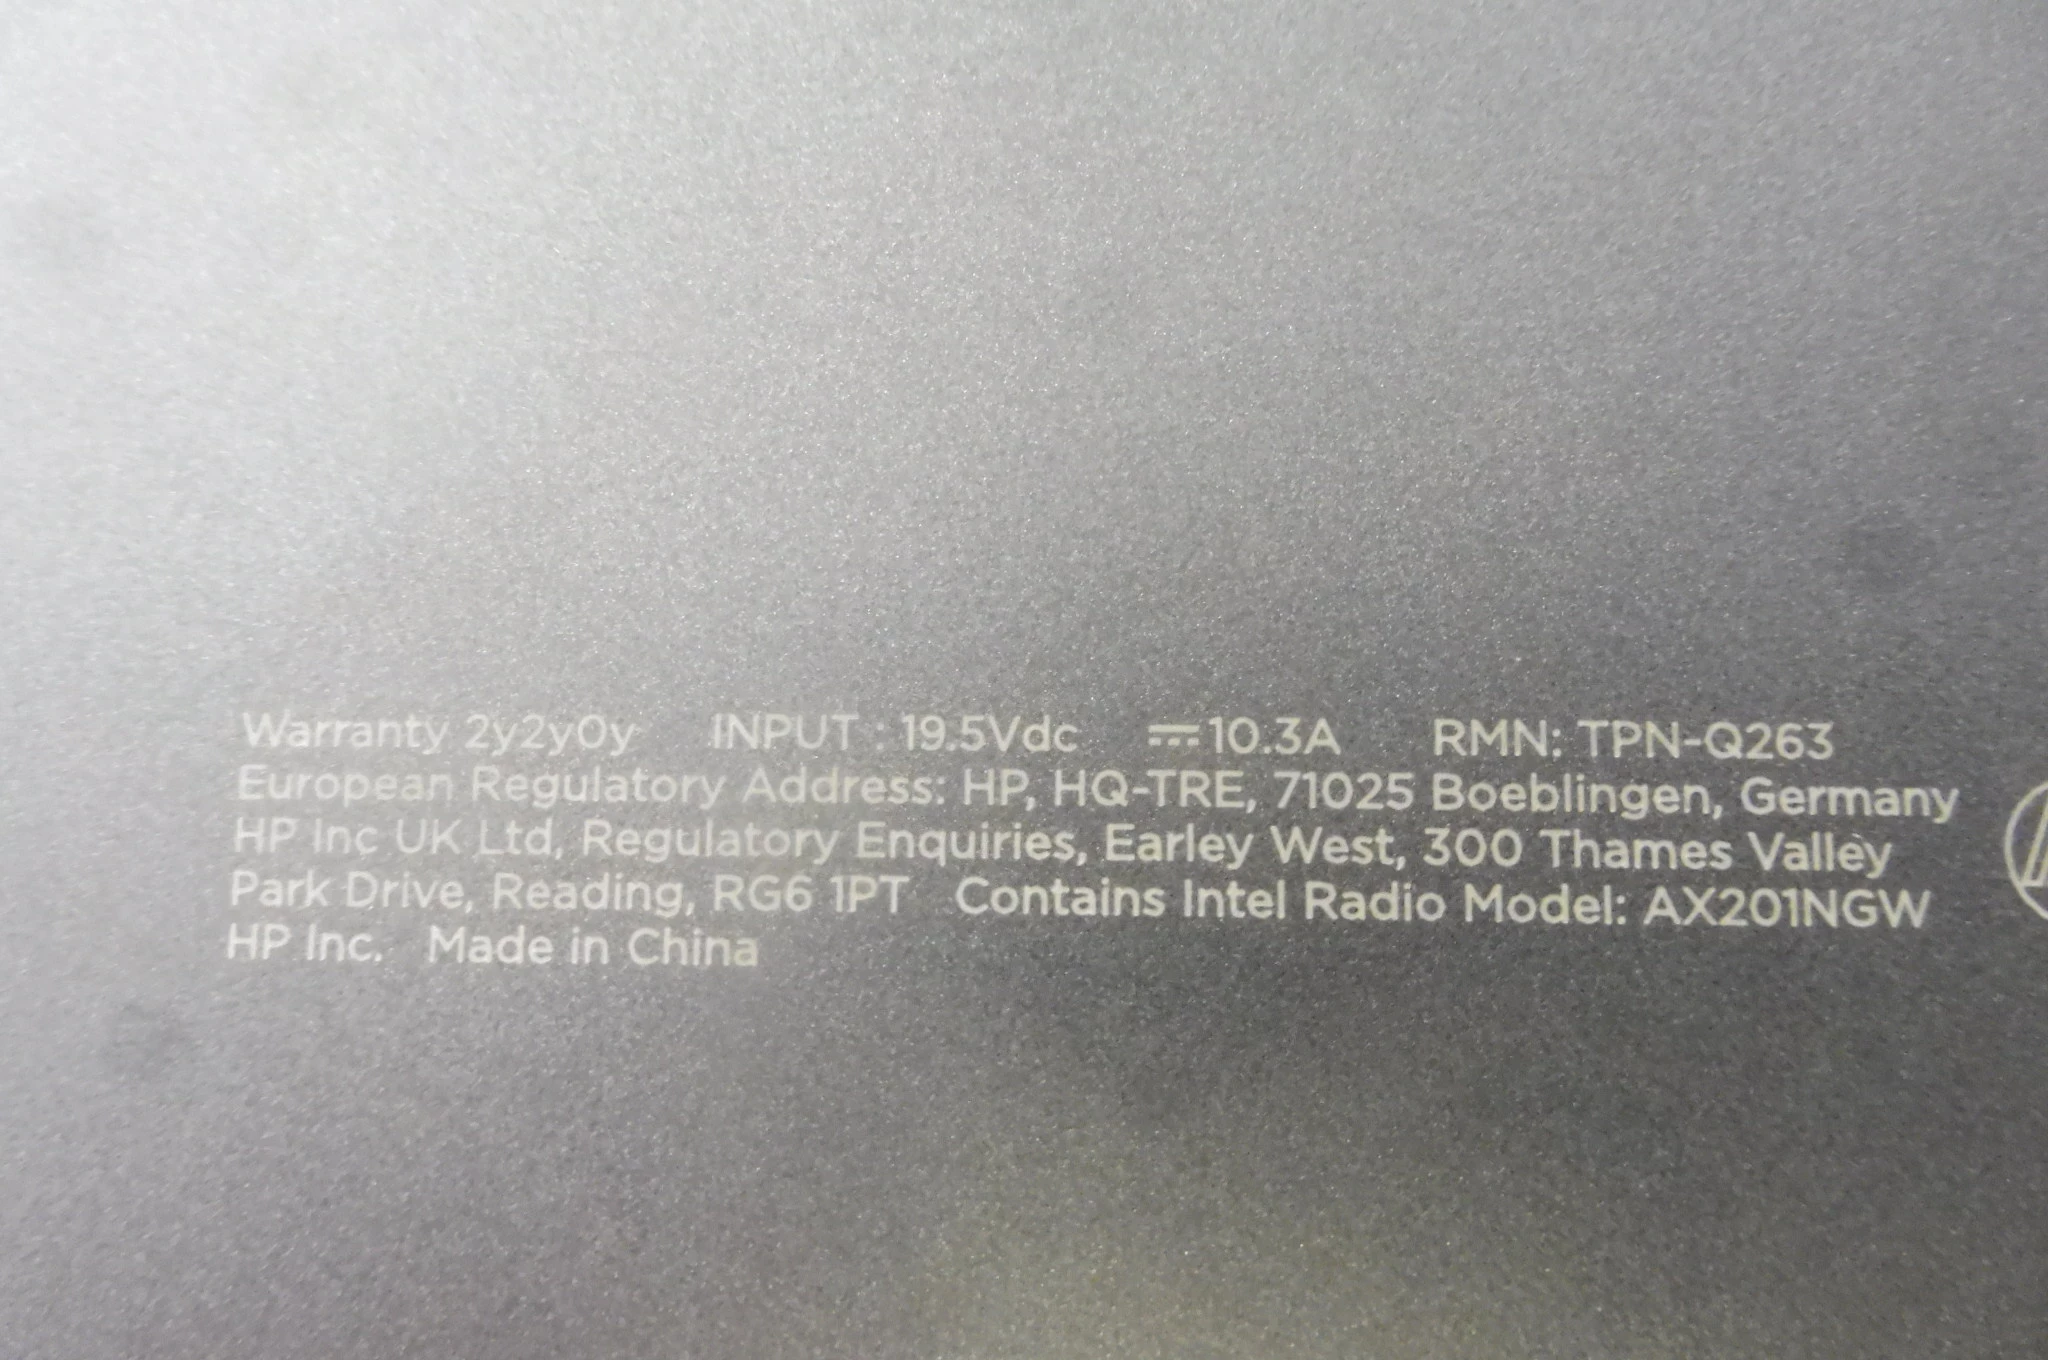 Warranty 2y2y0y INPUT : 19.5Vdc ⎓10.3A RMN: TPN-Q263
European Regulatory Address: HP, HQ-TRE, 71025 Boeblingen, Germany
HP Inc UK Ltd, Regulatory Enquiries, Earley West, 300 Thames Valley
Park Drive, Reading, RG6 1PT Contains Intel Radio Model: AX201NGW
HP Inc. Made in China